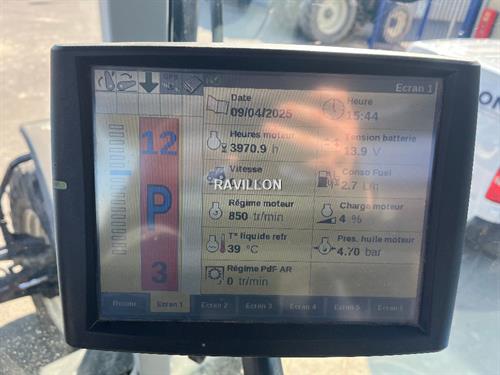 Ecran 1
Date
09/04/2025
Heure
15:44
Heures moteur
3970.9 h
Tension batterie
13.9 V
Vitesse
Conso Fuel
2.7 L/h
RAVILLON
Régime moteur
850 tr/min
Charge moteur
4 %
T° liquide refr
39 °C
Pres. huile moteur
4.70 bar
Régime PdF AR
0 tr/min
12
P
3
Ecran 1
Ecran 2
Ecran 3
Ecran 4
Ecran 5